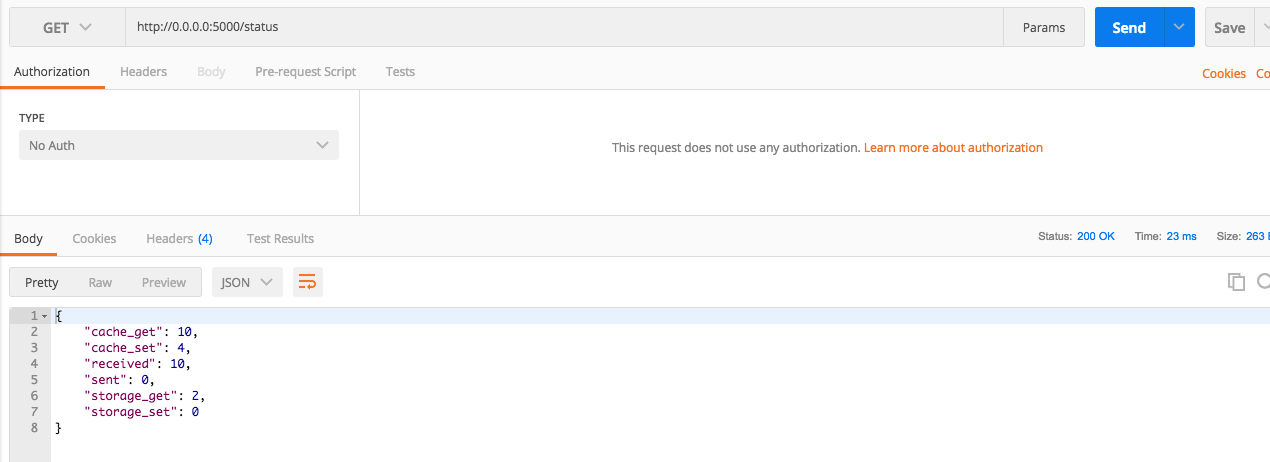 GET http://0.0.0.0:5000/status Params Send Save
Authorization Headers Body Pre-request Script Tests Cookies Co
TYPE
No Auth
This request does not use any authorization. Learn more about authorization
Body Cookies Headers (4) Test Results Status: 200 OK Time: 23 ms Size: 263
Pretty Raw Preview JSON
1 {
2 "cache_get": 10,
3 "cache_set": 4,
4 "received": 10,
5 "sent": 0,
6 "storage_get": 2,
7 "storage_set": 0
8 }